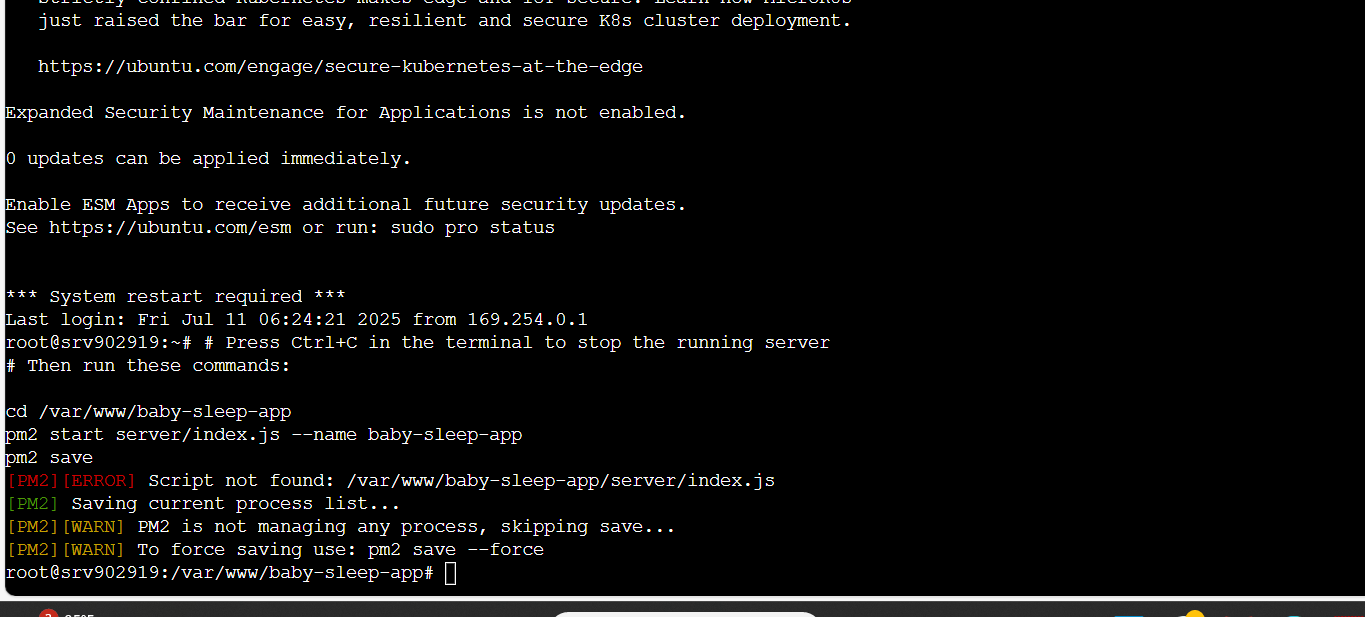 just raised the bar for easy, resilient and secure K8s cluster deployment.
https://ubuntu.com/engage/secure-kubernetes-at-the-edge
Expanded Security Maintenance for Applications is not enabled.
0 updates can be applied immediately.
Enable ESM Apps to receive additional future security updates.
See https://ubuntu.com/esm or run: sudo pro status
*** System restart required ***
Last login: Fri Jul 11 06:24:21 2025 from 169.254.0.1
root@srv902919:~# # Press Ctrl+C in the terminal to stop the running server
# Then run these commands:
cd /var/www/baby-sleep-app
pm2 start server/index.js --name baby-sleep-app
pm2 save
[PM2][ERROR] Script not found: /var/www/baby-sleep-app/server/index.js
[PM2] Saving current process list...
[PM2][WARN] PM2 is not managing any process, skipping save...
[PM2][WARN] To force saving use: pm2 save --force
root@srv902919:/var/www/baby-sleep-app#